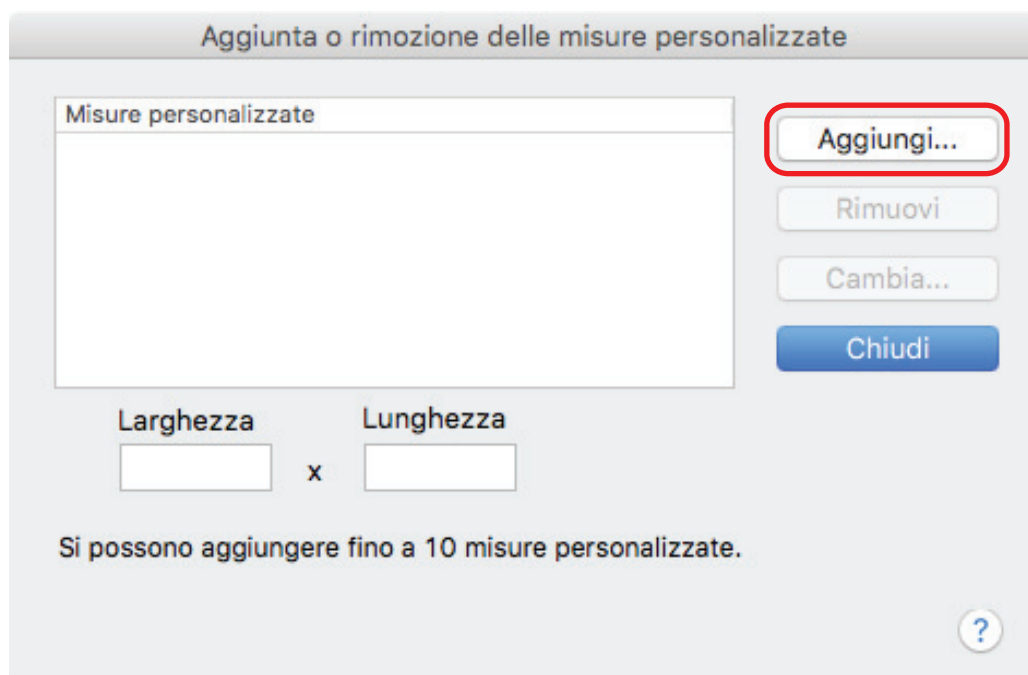 Aggiunta o rimozione delle misure personalizzate
Misure personalizzate
Aggiungi...
Rimuovi
Cambia...
Chiudi
Larghezza
Lunghezza
x
Si possono aggiungere fino a 10 misure personalizzate.
?